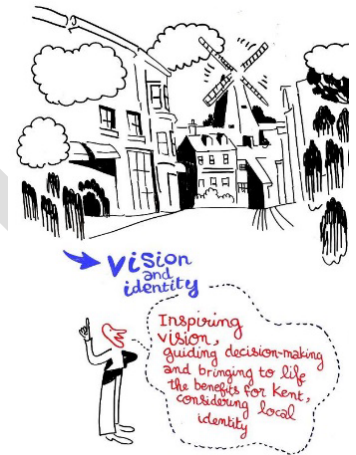 Vision
and
identity
Inspiring
vision,
guiding decision-making
and bringing to life
the benefits for Kent,
considering local
identity